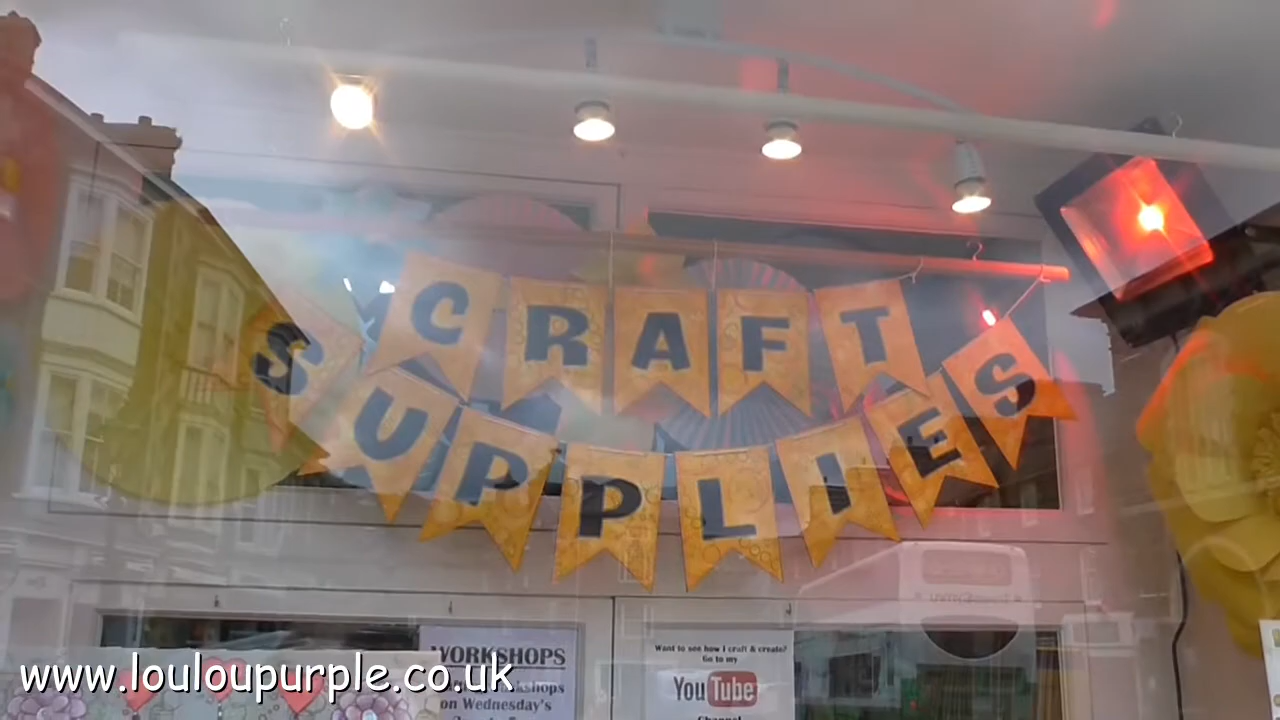 CRAFT
SUPPLIES
WORKSHOPS
on Wednesday's
Want to see how I craft & create?
Go to my
YouTube
Channel
www.louloupurple.co.uk